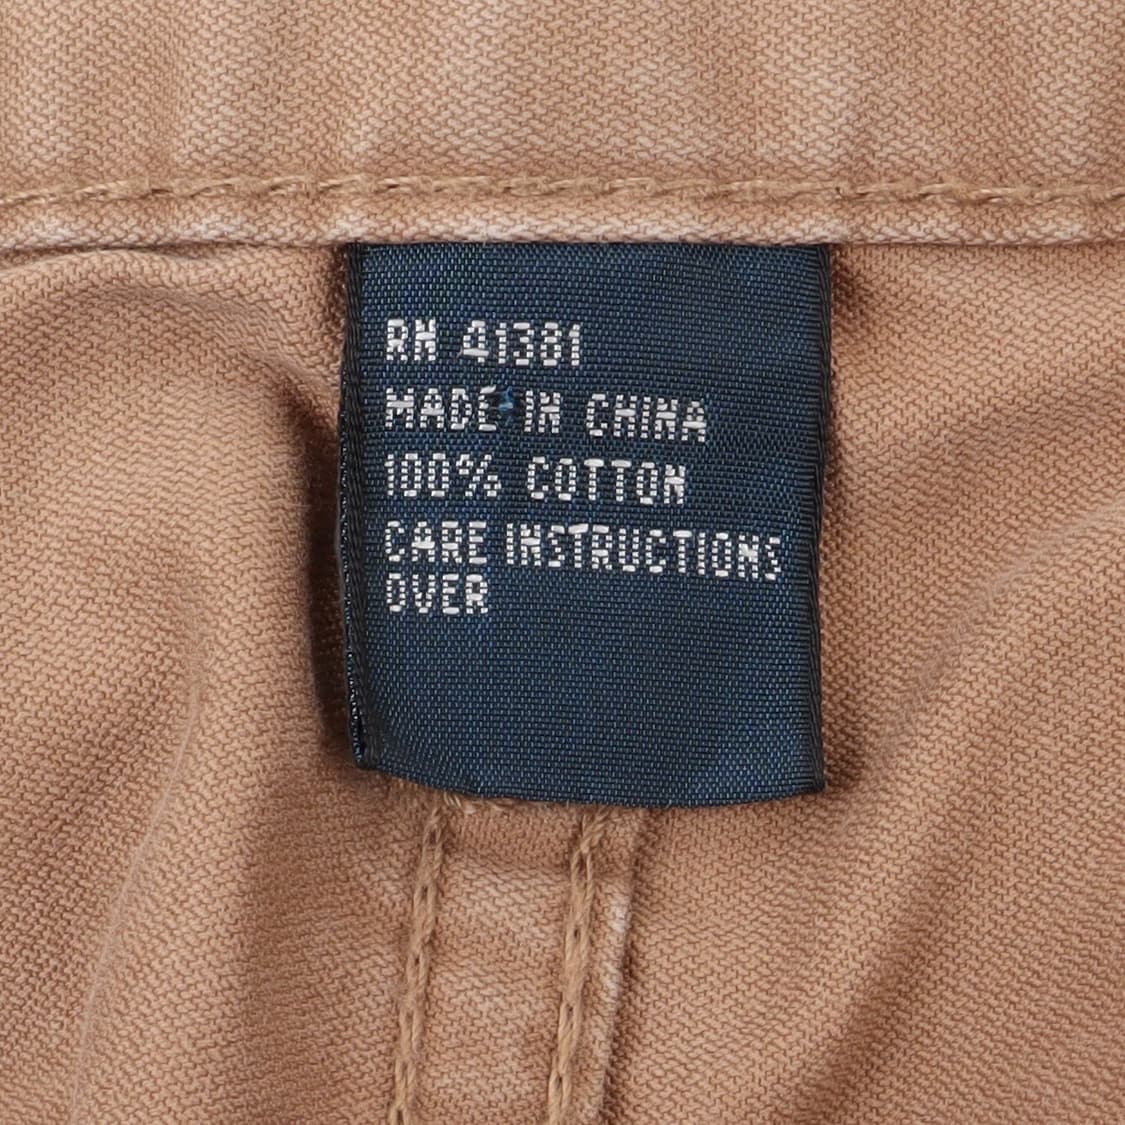 RN 41381
MADE IN CHINA
100% COTTON
CARE INSTRUCTIONS
OVER